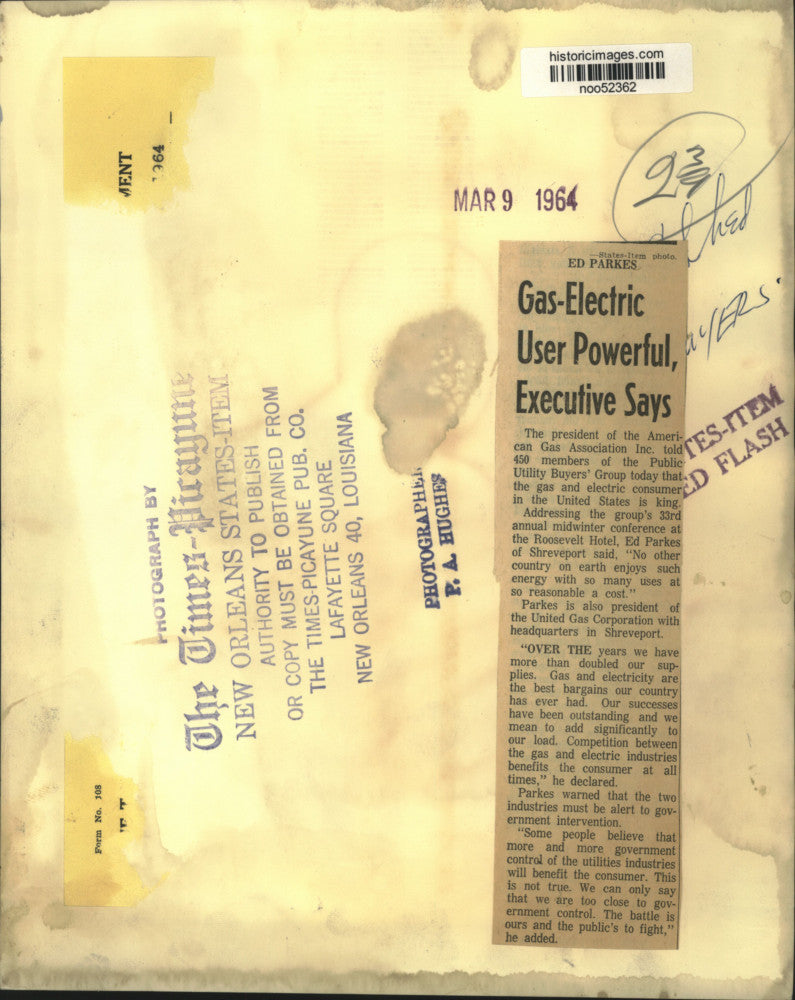 historicimages.com
noo52362
MENT
1964
MAR 9 1964
23
—States-Item photo.
ED PARKES
Gas-Electric
User Powerful,
Executive Says
The president of the Ameri-
can Gas Association Inc. told
450 members of the Public
Utility Buyers' Group today that
the gas and electric consumer
in the United States is king.
Addressing the group's 33rd
annual midwinter conference at
the Roosevelt Hotel, Ed Parkes
of Shreveport said, "No other
country on earth enjoys such
energy with so many uses at
so reasonable a cost."
Parkes is also president of
the United Gas Corporation with
headquarters in Shreveport.
"OVER THE years we have
more than doubled our sup-
plies. Gas and electricity are
the best bargains our country
has ever had. Our successes
have been outstanding and we
mean to add significantly to
our load. Competition between
the gas and electric industries
benefits the consumer at all
times," he declared.
Parkes warned that the two
industries must be alert to gov-
ernment intervention.
"Some people believe that
more and more government
control of the utilities industries
will benefit the consumer. This
is not true. We can only say
that we are too close to gov-
ernment control. The battle is
ours and the public's to fight,"
he added.
TES-ITEM
ED FLASH
PHOTOGRAPH BY
The Times-Picayune
NEW ORLEANS STATES-ITEM
AUTHORITY TO PUBLISH
OR COPY MUST BE OBTAINED FROM
THE TIMES-PICAYUNE PUB. CO.
LAFAYETTE SQUARE
NEW ORLEANS 40, LOUISIANA
PHOTOGRAPHER
P. A. HUGHES
Form No. 108